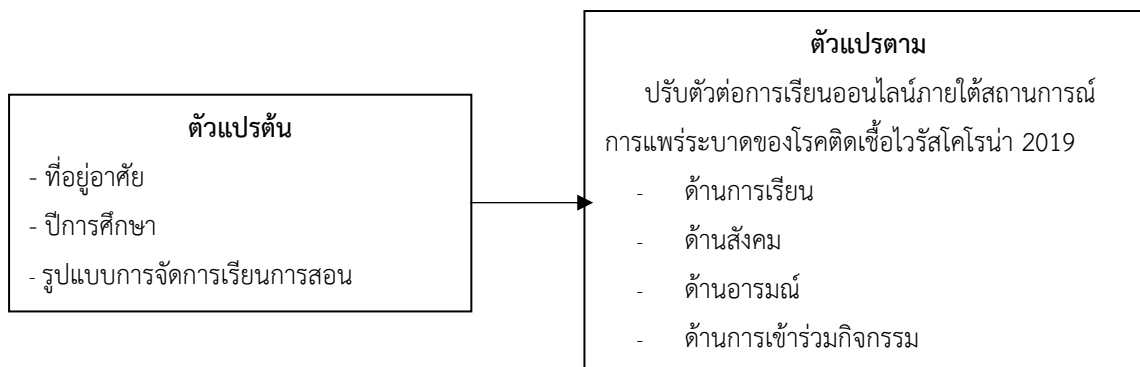 ตัวแปรต้น
- ที่อยู่อาศัย
- ปีการศึกษา
- รูปแบบการจัดการเรียนการสอน
ตัวแปรตาม
ปรับตัวต่อการเรียนออนไลน์ภายใต้สถานการณ์
การแพร่ระบาดของโรคติดเชื้อไวรัสโคโรน่า 2019
- ด้านการเรียน
- ด้านสังคม
- ด้านอารมณ์
- ด้านการเข้าร่วมกิจกรรม